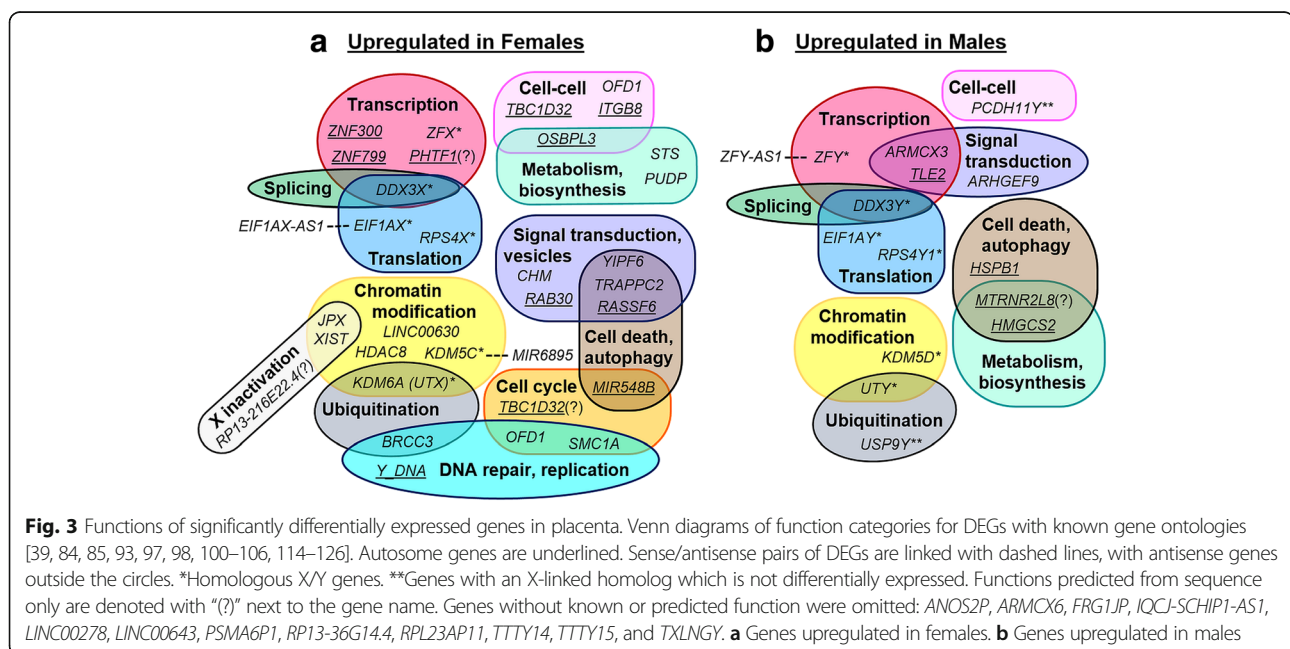 a Upregulated in Females
Transcription
ZNF300 ZFX*
ZNF799 PHTF1(?)
Splicing DDX3X*
EIF1AX-AS1 EIF1AX*
RPS4X*
Translation
Cell-cell OFD1
TBC1D32 ITGB8
OSBPL3
STS
Metabolism,
biosynthesis PUDP
Signal transduction,
vesicles YIPF6
CHM TRAPPC2
RAB30 RASSF6
Cell death,
autophagy
MIR548B
Chromatin
modification
JPX LINC00630
XIST
HDAC8 KDM5C* MIR6895
X inactivation
RP13-216E22.4(?)
KDM6A (UTX)*
Ubiquitination
BRCC3
Cell cycle
TBC1D32(?)
OFD1 SMC1A
Y_DNA DNA repair, replication
b Upregulated in Males
Cell-cell
PCDH11Y**
Transcription
ZFY-AS1 ZFY* ARMCX3
TLE2
Signal
transduction
ARHGEF9
Splicing DDX3Y*
EIF1AY*
RPS4Y1*
Translation
Cell death,
autophagy
HSPB1
MTRNR2L8(?)
HMGCS2
Metabolism,
biosynthesis
Chromatin
modification
KDM5D*
UTY*
Ubiquitination
USP9Y**
Fig. 3 Functions of significantly differentially expressed genes in placenta. Venn diagrams of function categories for DEGs with known gene ontologies
[39, 84, 85, 93, 97, 98, 100–106, 114–126]. Autosome genes are underlined. Sense/antisense pairs of DEGs are linked with dashed lines, with antisense genes
outside the circles. *Homologous X/Y genes. **Genes with an X-linked homolog which is not differentially expressed. Functions predicted from sequence
only are denoted with “(?)” next to the gene name. Genes without known or predicted function were omitted: ANOS2P, ARMCX6, FRG1JP, IQCJ-SCHIP1-AS1,
LINC00278, LINC00643, PSMA6P1, RP13-36G14.4, RPL23AP11, TTTY14, TTTY15, and TXLNGY. a Genes upregulated in females. b Genes upregulated in males